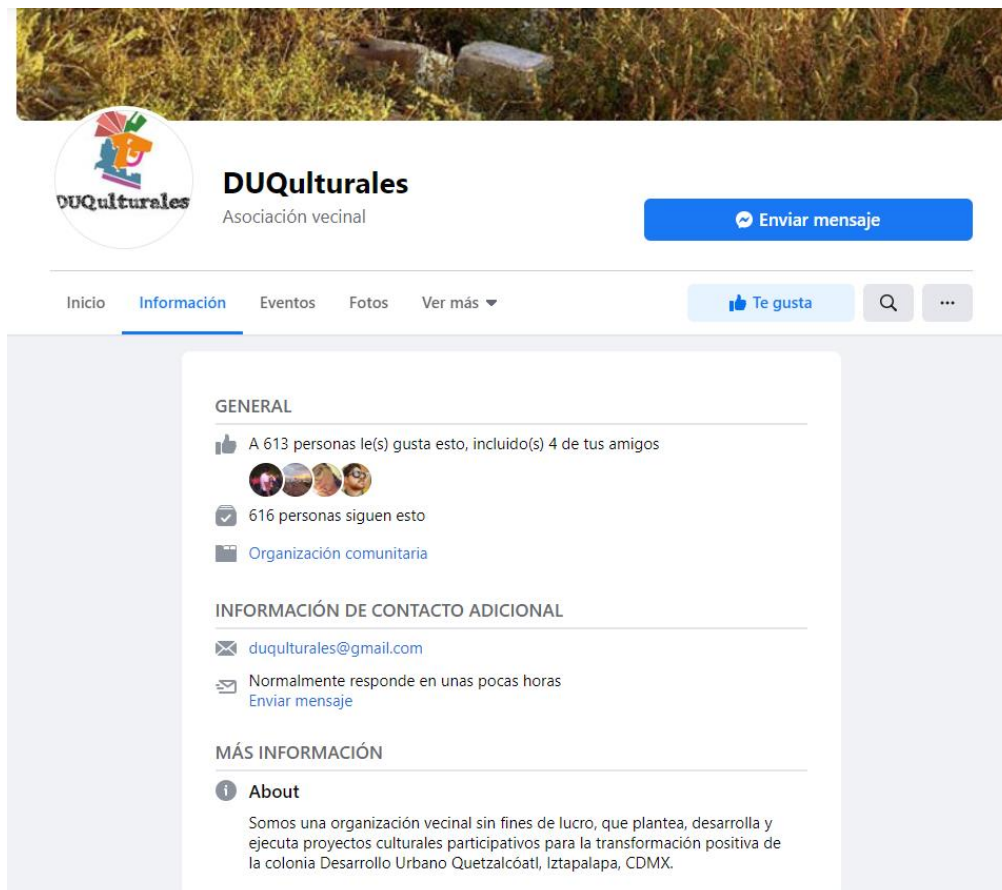 DUQulturales
DUQulturales
Asociación vecinal
Enviar mensaje
Inicio
Información
Eventos
Fotos
Ver más
Te gusta
GENERAL
A 613 personas le(s) gusta esto, incluido(s) 4 de tus amigos
616 personas siguen esto
Organización comunitaria
INFORMACIÓN DE CONTACTO ADICIONAL
duqulturales@gmail.com
Normalmente responde en unas pocas horas
Enviar mensaje
MÁS INFORMACIÓN
About
Somos una organización vecinal sin fines de lucro, que plantea, desarrolla y
ejecuta proyectos culturales participativos para la transformación positiva de
la colonia Desarrollo Urbano Quetzalcóatl, Iztapalapa, CDMX.